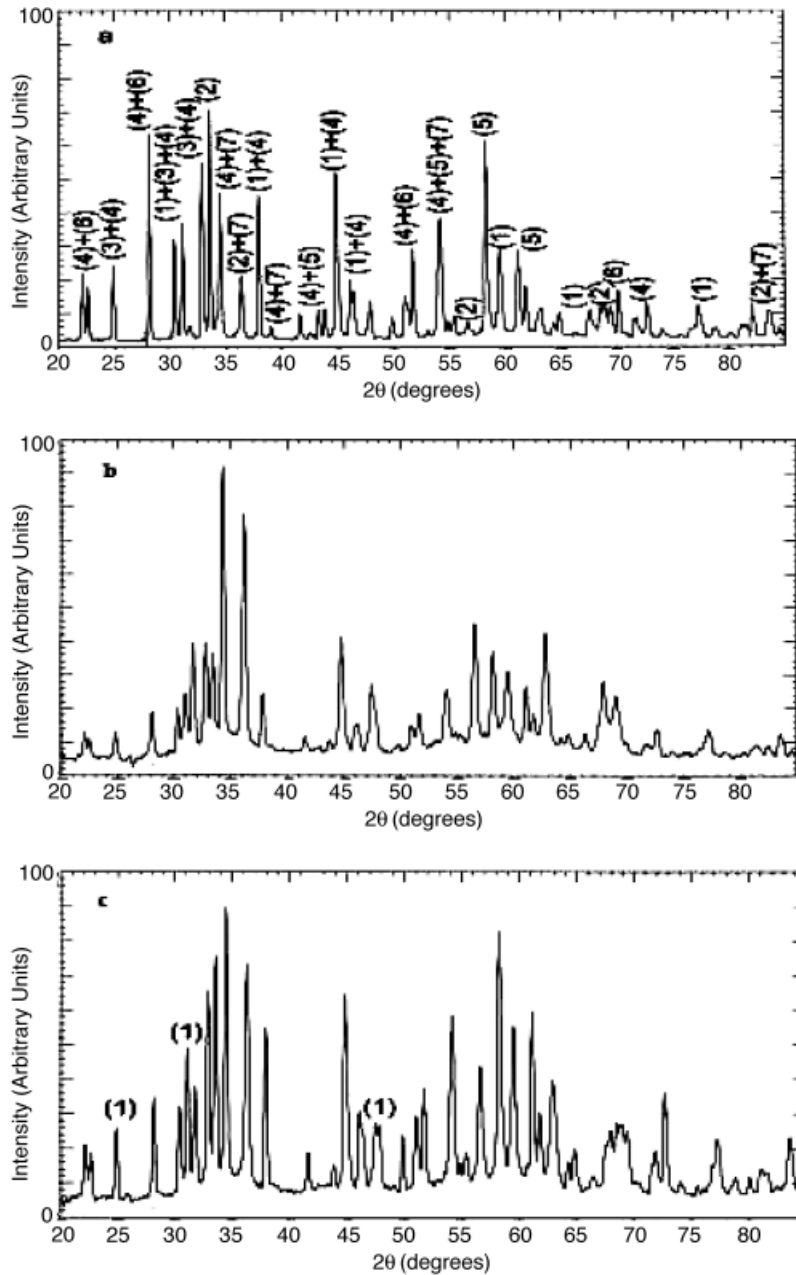 100
a
(4)+(6)
(3)+(4)
(4)+(6)
(1)+(3)+(4)
(3)+(4)
(2)
(4)+(7)
(2)+(7)
(1)+(4)
(4)+(7)
(4)+(5)
(1)+(4)
(1)+(4)
(4)+(6)
(4)+(5)+(7)
(2)
(5)
(1)
(5)
(1)
(2)
(6)
(4)
(1)
(2)+(7)
Intensity (Arbitrary Units)
0
20 25 30 35 40 45 50 55 60 65 70 75 80
2θ (degrees)
100
b
Intensity (Arbitrary Units)
0
20 25 30 35 40 45 50 55 60 65 70 75 80
2θ (degrees)
100
c
(1)
(1)
(1)
Intensity (Arbitrary Units)
0
20 25 30 35 40 45 50 55 60 65 70 75 80
2θ (degrees)